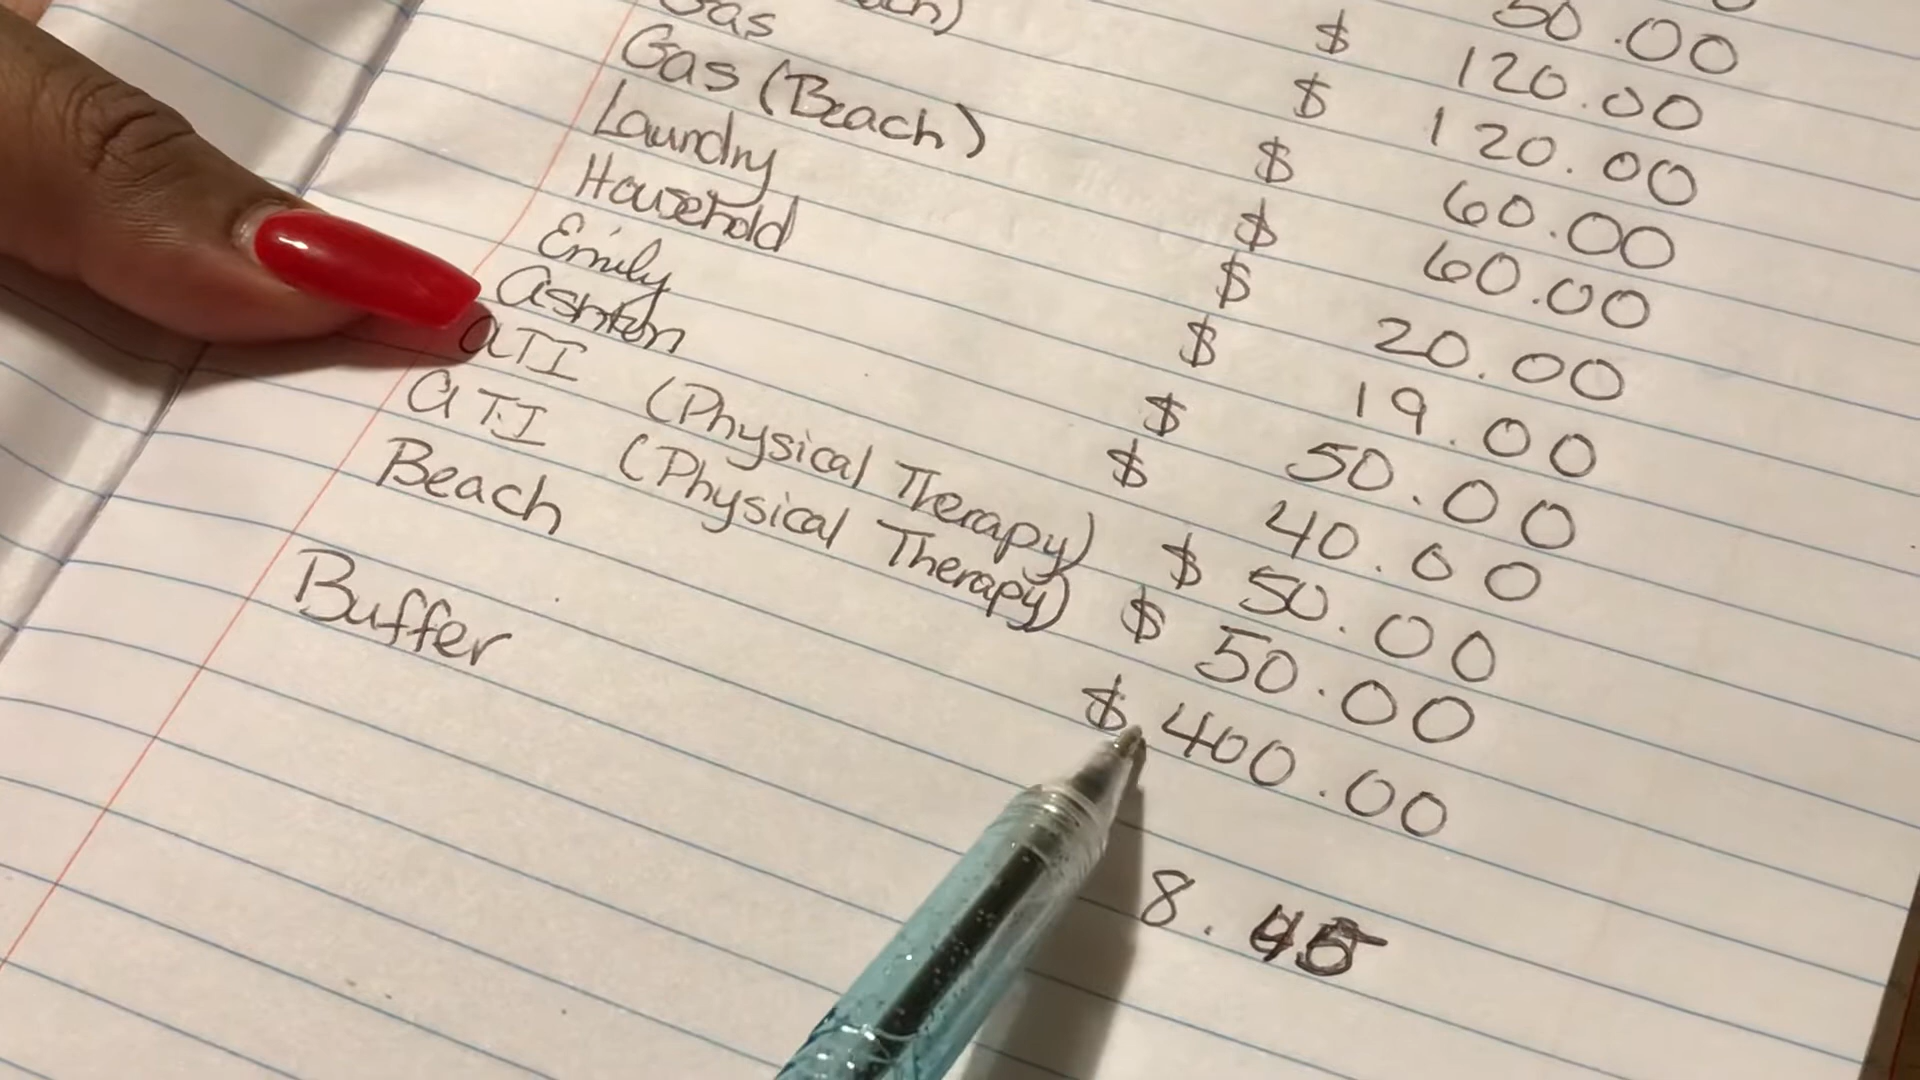 50.00
$ 120.00
$ 120.00
Gas $ 60.00
Gas (Beach) $ 60.00
Laundry $ 20.00
Household $ 19.00
Emily $ 50.00
Ashton $ 40.00
ATI (Physical Therapy) $ 50.00
ATI (Physical Therapy) $ 50.00
Beach $ 400.00
Buffer 8.45